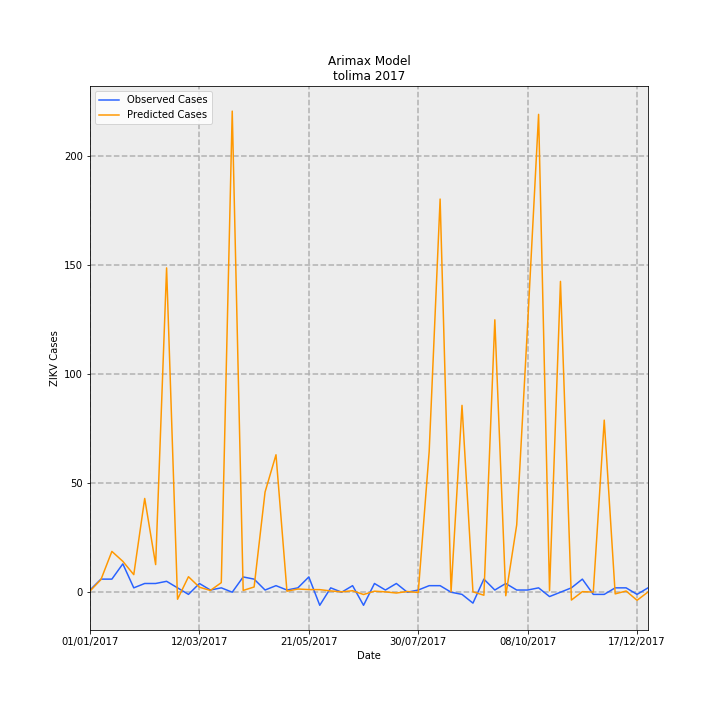 Arimax Model
tolima 2017
Observed Cases
Predicted Cases
200
150
100
50
0
ZIKV Cases
01/01/2017 12/03/2017 21/05/2017 30/07/2017 08/10/2017 17/12/2017
Date